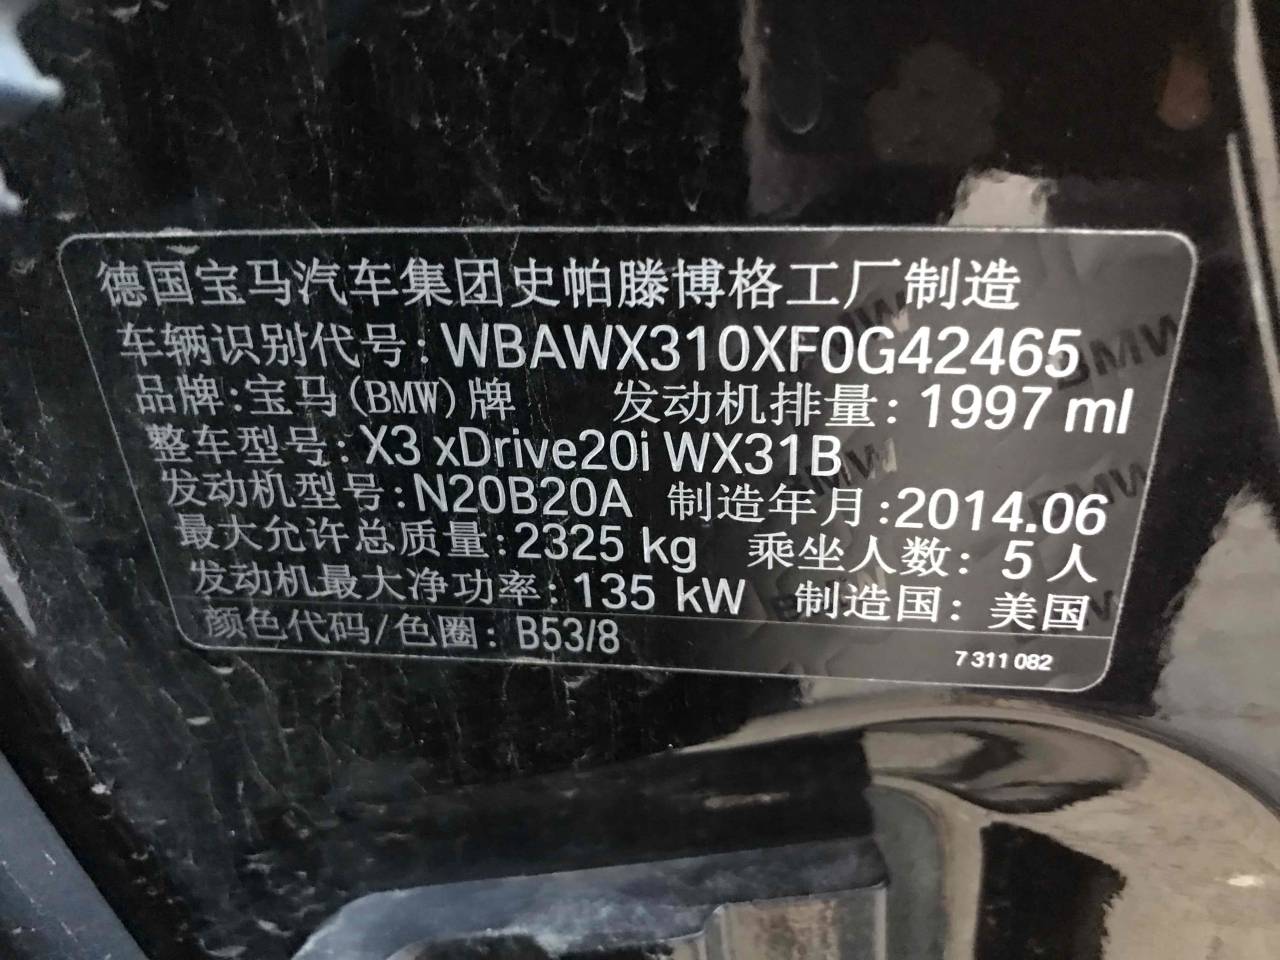 德国宝马汽车集团史帕滕博格工厂制造
车辆识别代号: WBAWX310XF0G42465
品牌:宝马(BMW)牌 发动机排量: 1997 ml
整车型号: X3 xDrive20i WX31B
发动机型号: N20B20A 制造年月:2014.06
最大允许总质量: 2325 kg 乘坐人数: 5 人
发动机最大净功率: 135 kW 制造国: 美国
颜色代码/色圈: B53/8
7 311 082